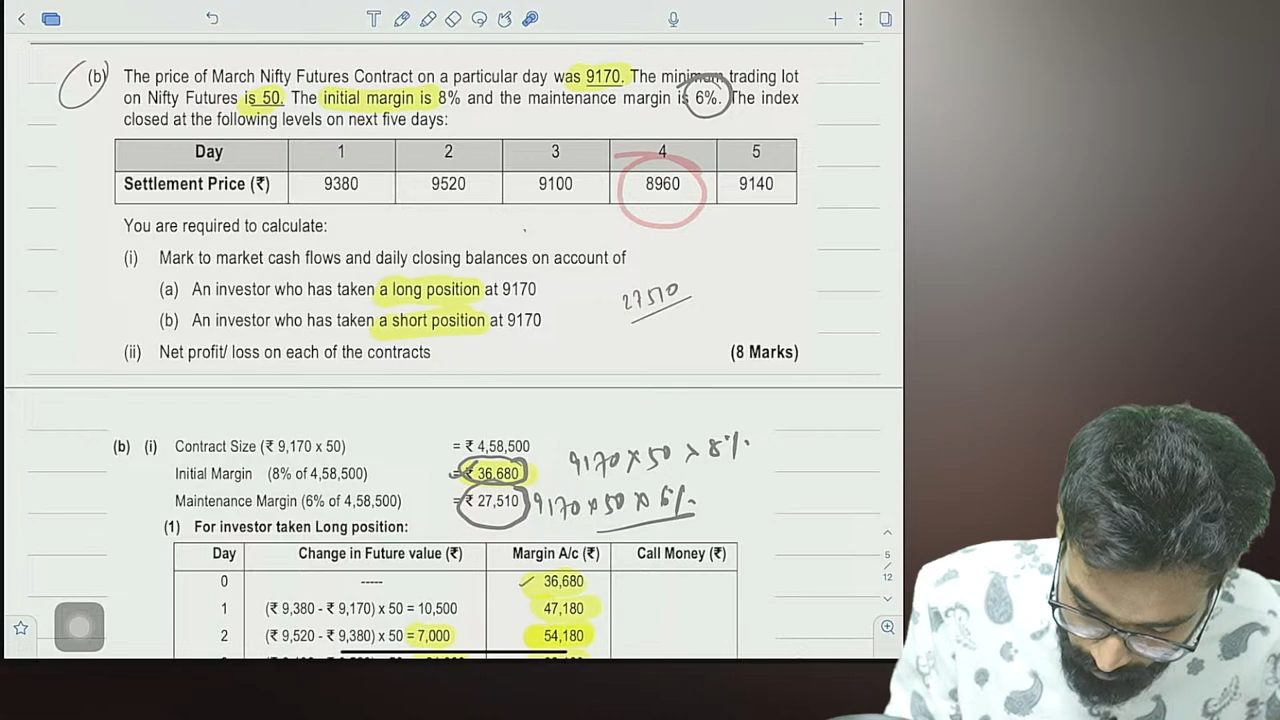 (b) The price of March Nifty Futures Contract on a particular day was 9170. The minimum trading lot
on Nifty Futures is 50. The initial margin is 8% and the maintenance margin is 6%. The index
closed at the following levels on next five days:
Day 1 2 3 4 5
Settlement Price (₹) 9380 9520 9100 8960 9140
You are required to calculate:
(i) Mark to market cash flows and daily closing balances on account of
(a) An investor who has taken a long position at 9170
27510
(b) An investor who has taken a short position at 9170
(ii) Net profit/ loss on each of the contracts (8 Marks)
(b) (i) Contract Size (₹ 9,170 x 50) = ₹ 4,58,500
9170 x 50 x 8%
Initial Margin (8% of 4,58,500) = ₹ 36,680
Maintenance Margin (6% of 4,58,500) = ₹ 27,510 9170 x 50 x 6%
(1) For investor taken Long position:
Day Change in Future value (₹) Margin A/c (₹) Call Money (₹)
0 ----- 36,680
1 (₹ 9,380 - ₹ 9,170) x 50 = 10,500 47,180
2 (₹ 9,520 - ₹ 9,380) x 50 = 7,000 54,180
5
/
12